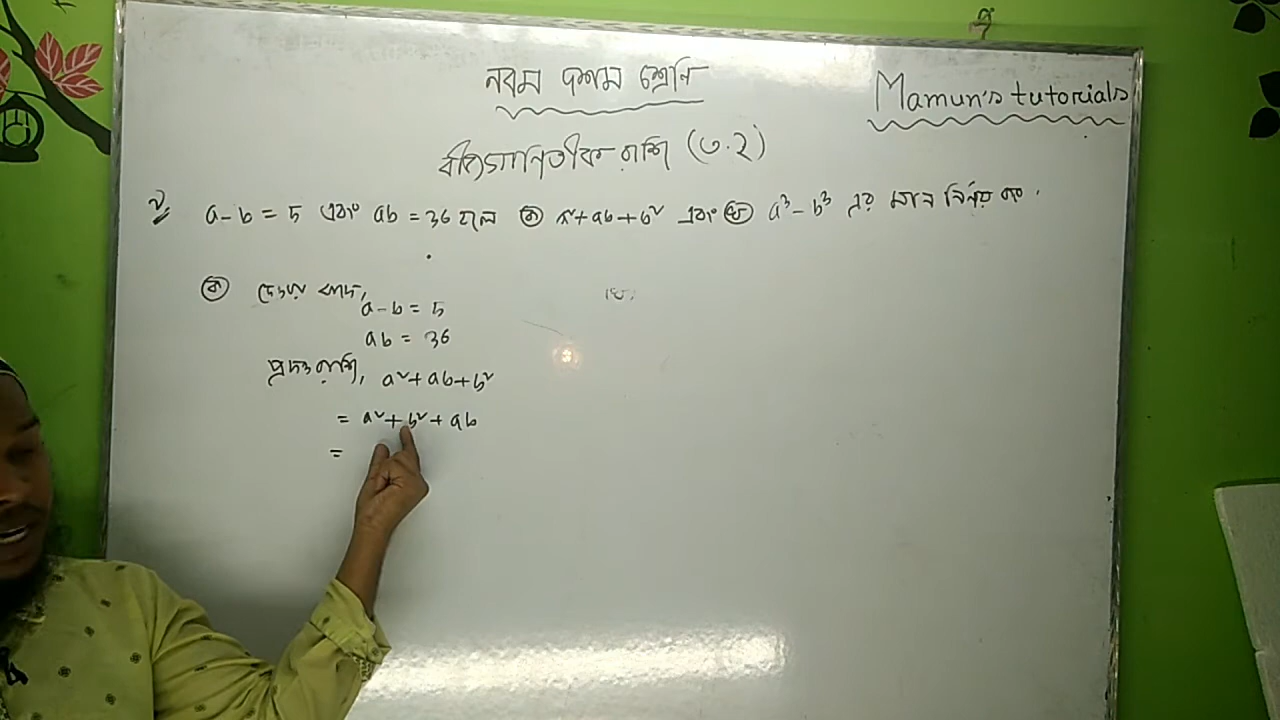 নবম দশম শ্রেণি
Mamun's tutorials
বীজগাণিতীক রাশি (৩.২)
২ a - b = 5 এবং ab = 36 হলে ক a² + ab + b² এবং খ a³ - b³ এর মান নির্ণয় কর।
ক দেওয়া আছে,
খ
a - b = 5
ab = 36
প্রদত্ত রাশি, a² + ab + b²
= a² + b² + ab
=